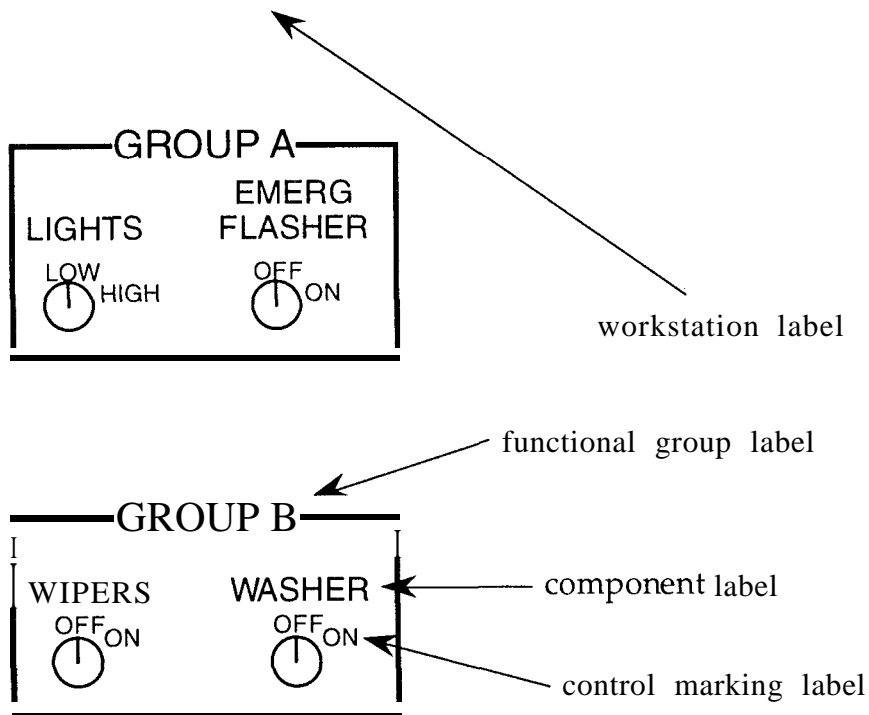 GROUP A
EMERG
LIGHTS FLASHER
LOW OFF
HIGH ON
workstation label
functional group label
GROUP B
WIPERS WASHER component label
OFF ON OFF ON
control marking label